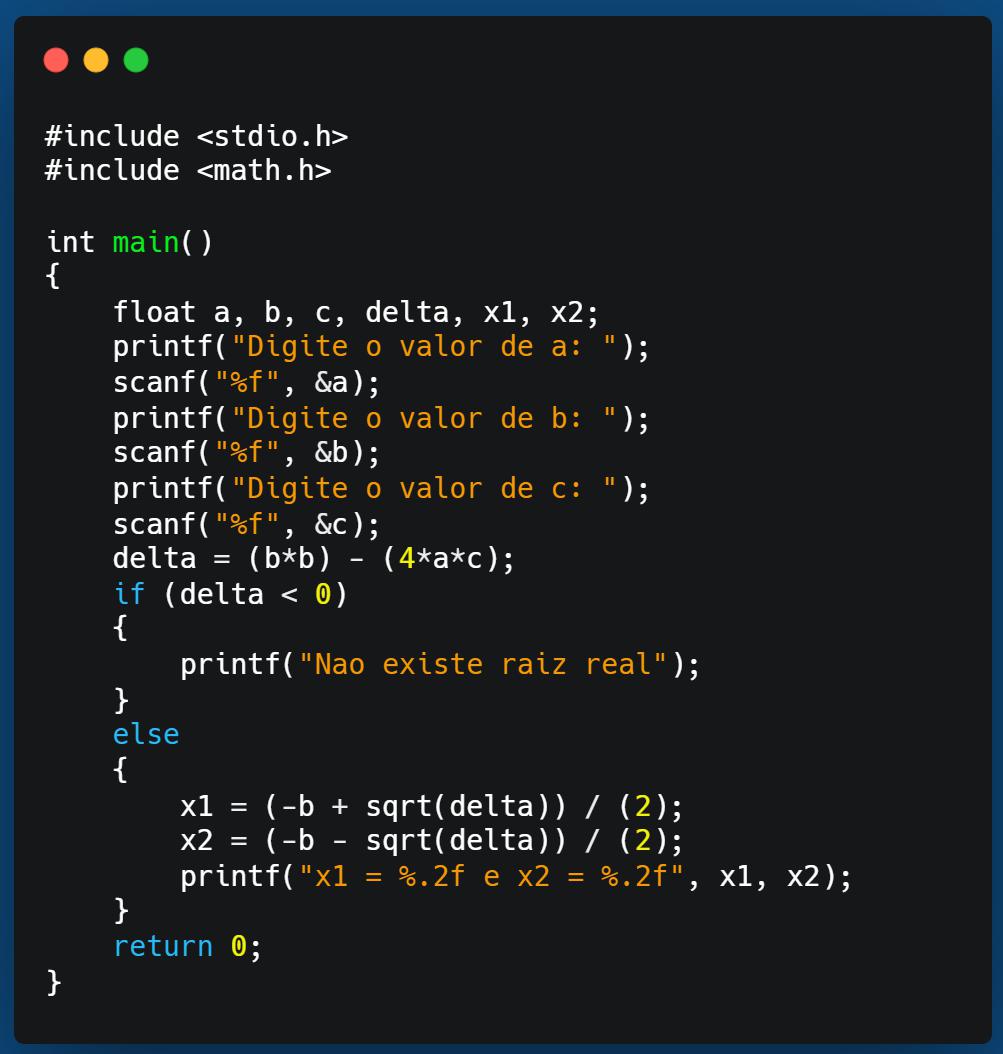 #include <stdio.h>
#include <math.h>

int main()
{
    float a, b, c, delta, x1, x2;
    printf("Digite o valor de a: ");
    scanf("%f", &a);
    printf("Digite o valor de b: ");
    scanf("%f", &b);
    printf("Digite o valor de c: ");
    scanf("%f", &c);
    delta = (b*b) - (4*a*c);
    if (delta < 0)
    {
        printf("Nao existe raiz real");
    }
    else
    {
        x1 = (-b + sqrt(delta)) / (2);
        x2 = (-b - sqrt(delta)) / (2);
        printf("x1 = %.2f e x2 = %.2f", x1, x2);
    }
    return 0;
}